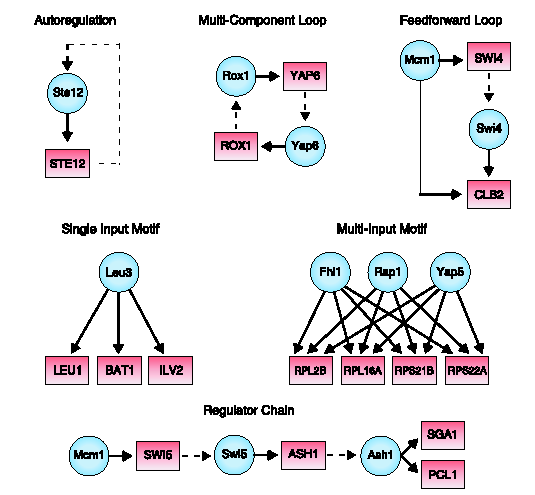 Autoregulation Multi-Component Loop Feedforward Loop
Ste12
STE12
Rox1 YAP6
ROX1 Yap6
Mcm1 SWI4
Swi4
CLB2
Single Input Motif Multi-Input Motif
Leu3
LEU1 BAT1 ILV2
Fhl1 Rap1 Yap5
RPL2B RPL16A RPS21B RPS22A
Regulator Chain
Mcm1 SWI5 Swi5 ASH1 Ash1
SGA1
PCL1